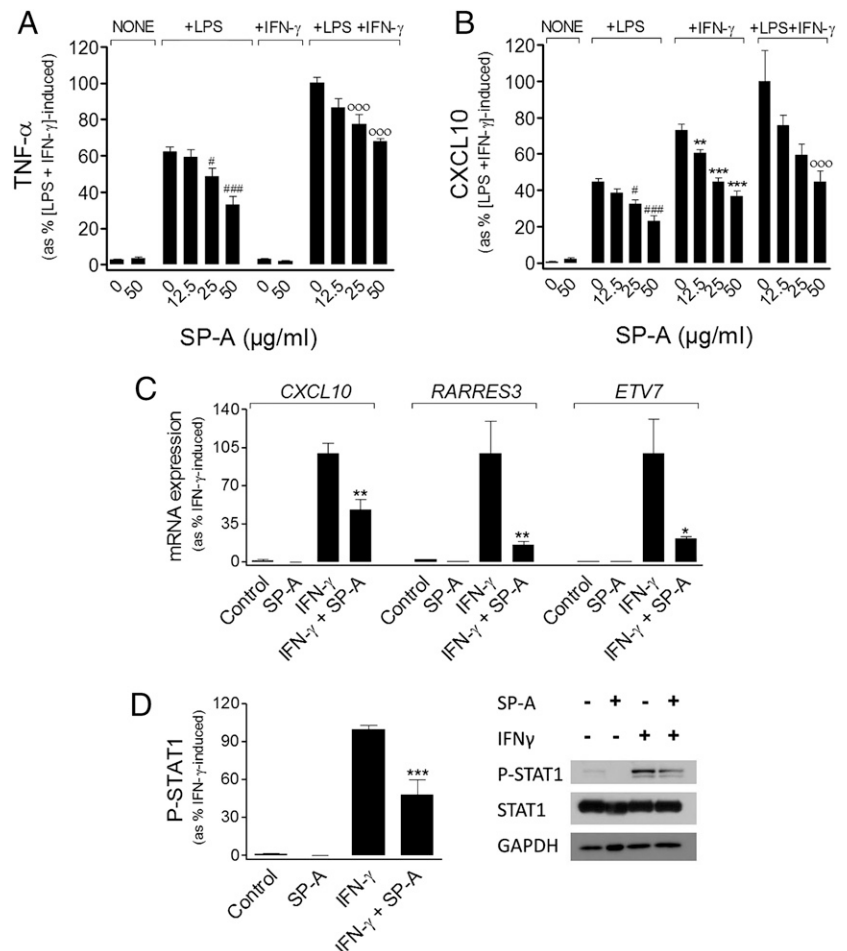 A
NONE +LPS +IFN-γ +LPS +IFN-γ
TNF-α
(as % [LPS + IFN-γ]-induced)
120
100
80
60
40
20
0
# ### ooo ooo
0 50 0 12.5 25 50 0 50 0 12.5 25 50
SP-A (µg/ml)
B
NONE +LPS +IFN-γ +LPS+IFN-γ
CXCL10
(as % [LPS +IFN-γ]-induced)
120
100
80
60
40
20
0
# ### ** *** *** ooo
0 50 0 12.5 25 50 0 12.5 25 50 0 12.5 25 50
SP-A (µg/ml)
C
CXCL10 RARRES3 ETV7
mRNA expression
(as % IFN-γ-induced)
140
105
70
35
0
** ** *
Control SP-A IFN-γ IFN-γ + SP-A Control SP-A IFN-γ IFN-γ + SP-A Control SP-A IFN-γ IFN-γ + SP-A
D
P-STAT1
(as % IFN-γ-induced)
120
90
60
30
0
***
Control SP-A IFN-γ IFN-γ + SP-A
SP-A - + - +
IFNγ - - + +
P-STAT1
STAT1
GAPDH